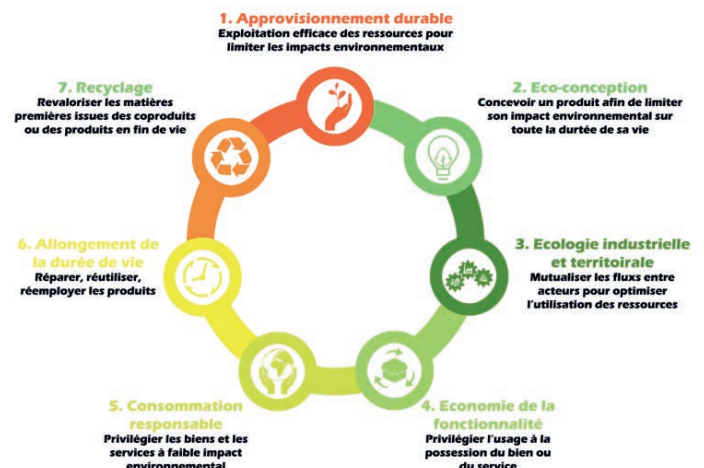 1. Approvisionnement durable
Exploitation efficace des ressources pour
limiter les impacts environnementaux
2. Eco-conception
Concevoir un produit afin de limiter
son impact environnemental sur
toute la durtée de sa vie
3. Ecologie industrielle
et territoirale
Mutualiser les flux entre
acteurs pour optimiser
l'utilisation des ressources
4. Economie de la
fonctionnalité
Privilégier l'usage à la
possession du bien ou
du service
5. Consommation
responsable
Privilégier les biens et les
services à faible impact
environnemental
6. Allongement de
la durée de vie
Réparer, réutiliser,
réemployer les produits
7. Recyclage
Revaloriser les matières
premières issues des coproduits
ou des produits en fin de vie